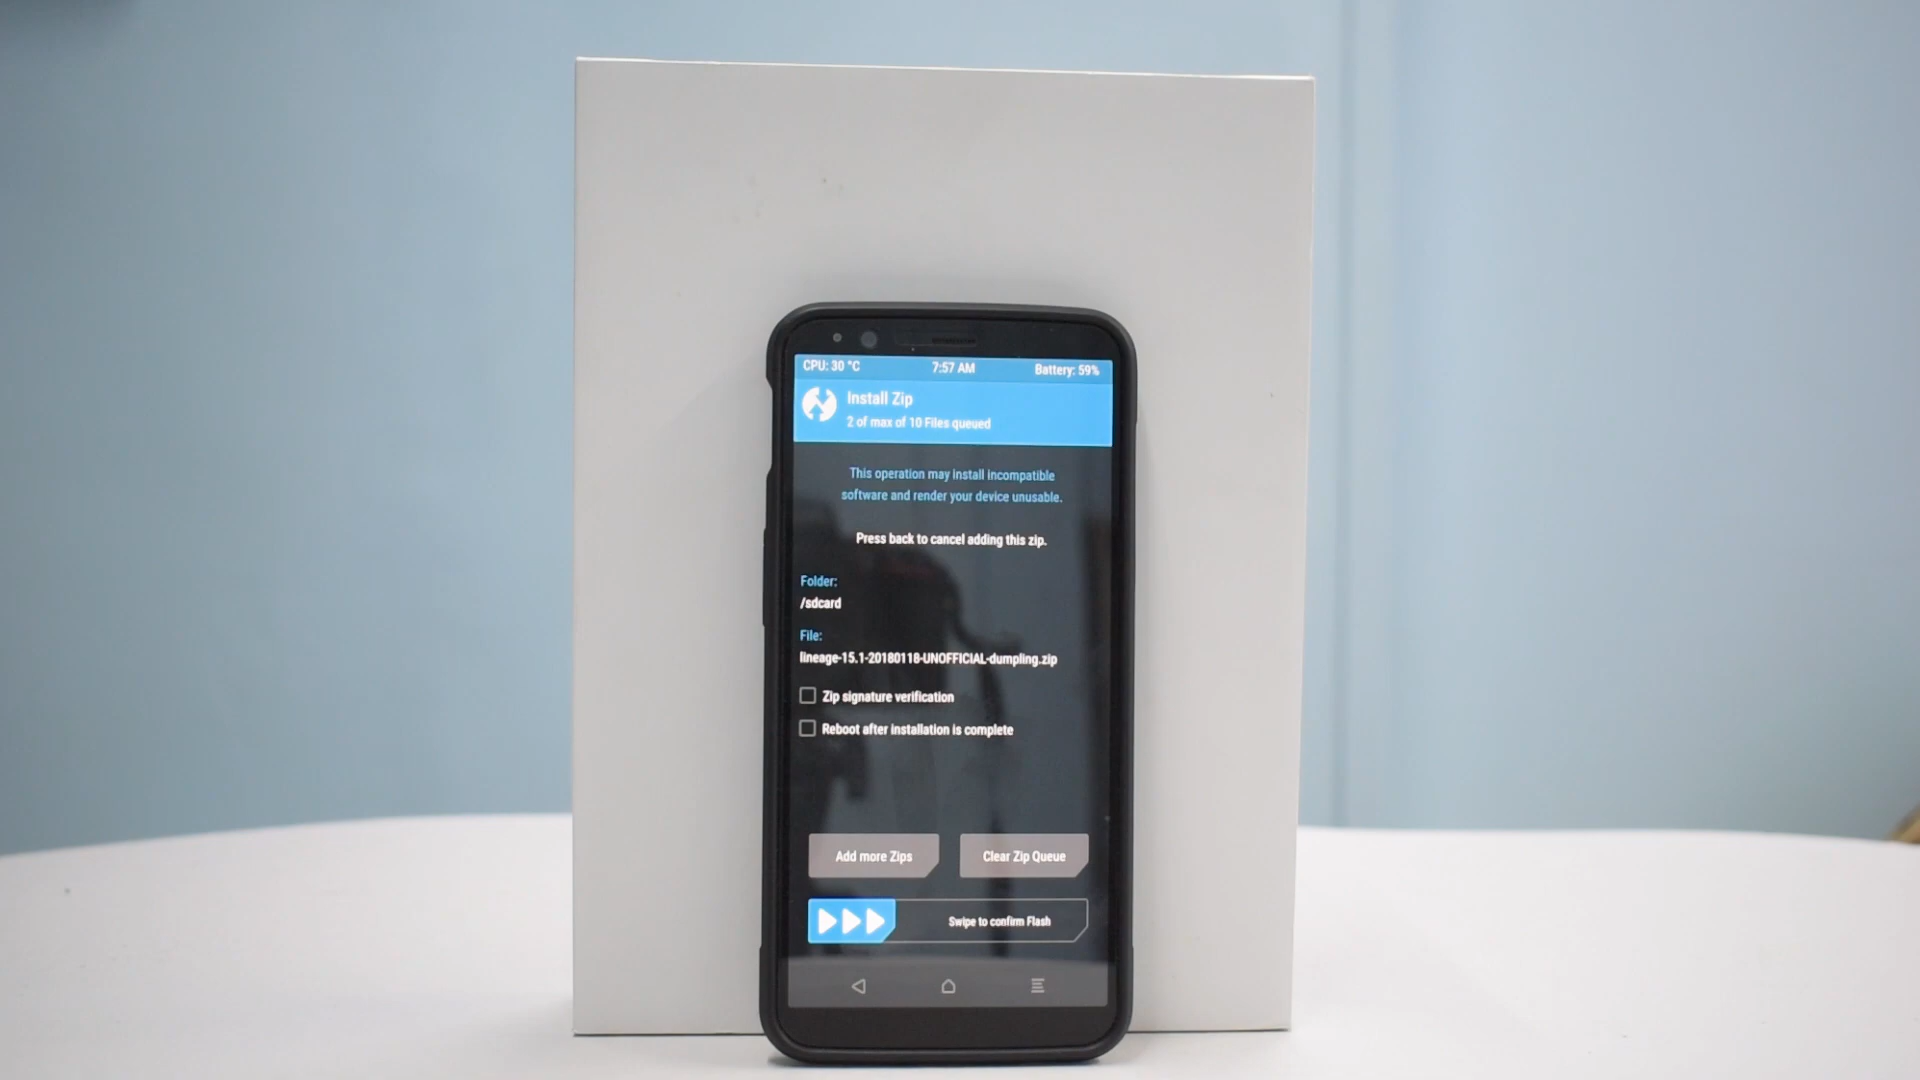 CPU: 30 °C 7:57 AM Battery: 59%
Install Zip
2 of max of 10 Files queued
This operation may install incompatible
software and render your device unusable.
Press back to cancel adding this zip.
Folder:
/sdcard
File:
lineage-15.1-20180118-UNOFFICIAL-dumpling.zip
Zip signature verification
Reboot after installation is complete
Add more Zips Clear Zip Queue
Swipe to confirm Flash